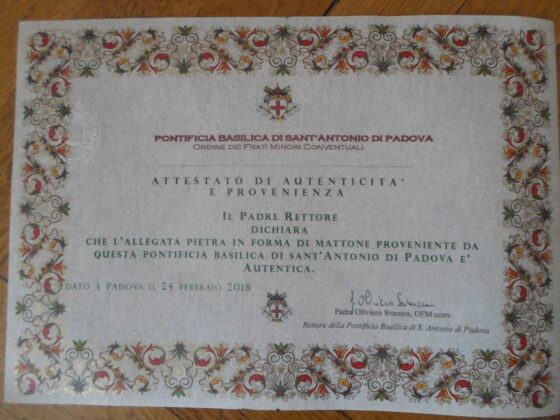 PONTIFICIA BASILICA DI SANT'ANTONIO DI PADOVA
ORDINE DEI FRATI MINORI CONVENTUALI
ATTESTATO DI AUTENTICITA'
E PROVENIENZA
IL PADRE RETTORE
DICHIARA
CHE L'ALLEGATA PIETRA IN FORMA DI MATTONE PROVENIENTE DA
QUESTA PONTIFICIA BASILICA DI SANT'ANTONIO DI PADOVA E'
AUTENTICA.
DATO A PADOVA IL 24 FEBBRAIO 2018
f. Oliviero Svanera
Padre Oliviero Svanera, OFM conv.
Rettore della Pontificia Basilica di S. Antonio di Padova